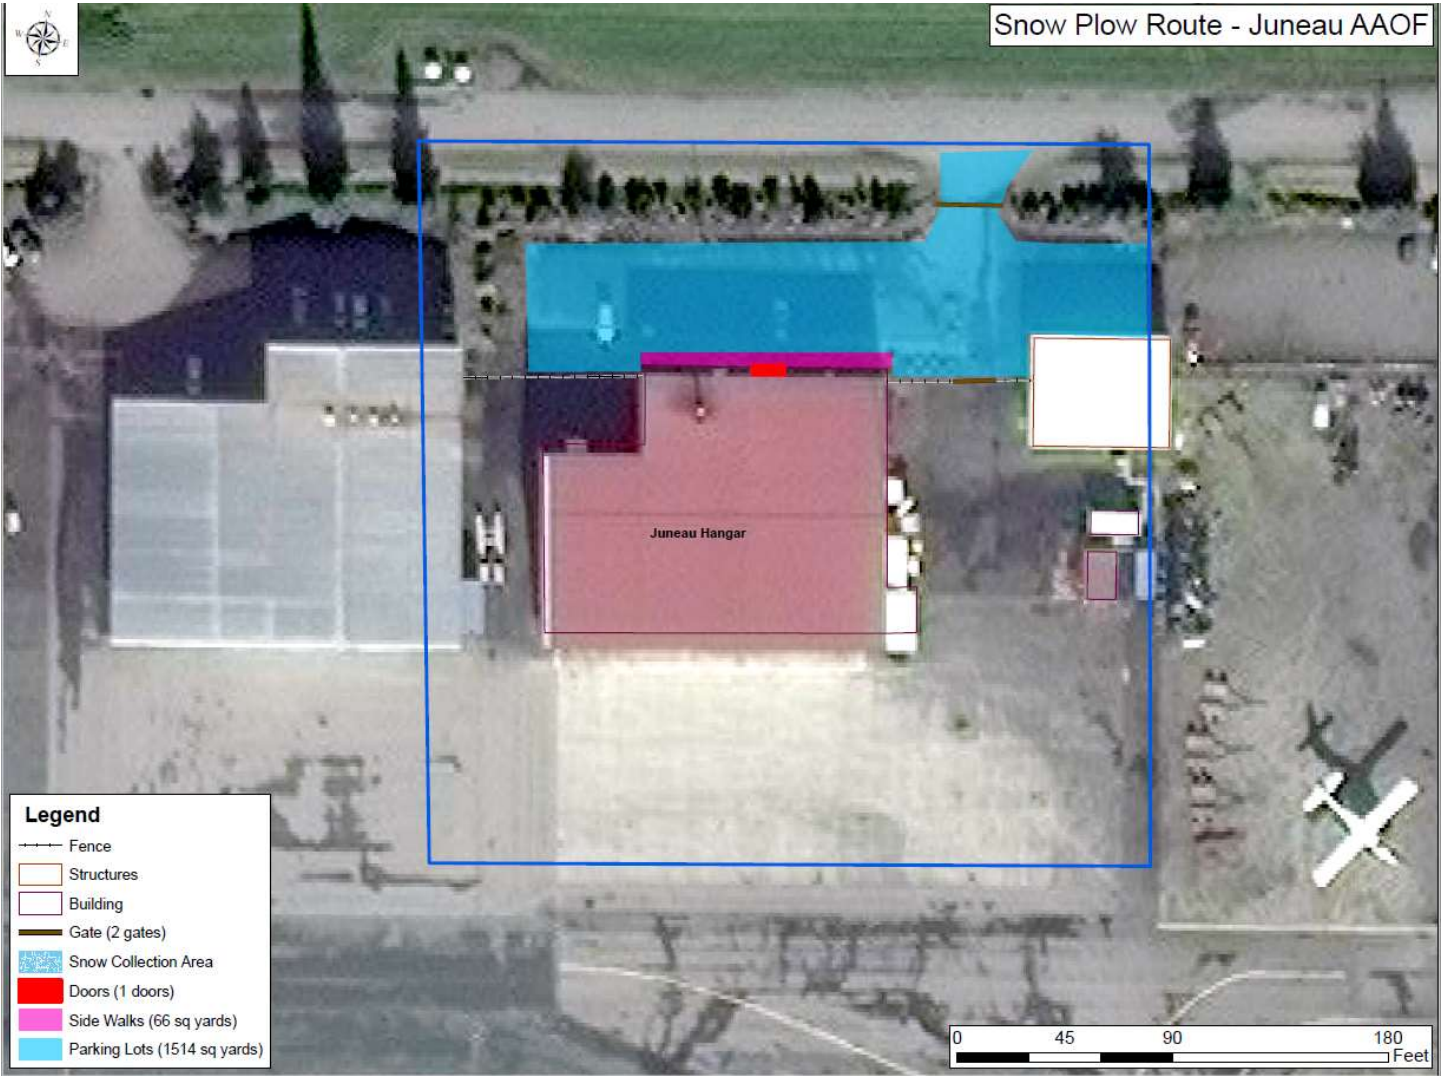 N
W E
S
Snow Plow Route - Juneau AAOF
Juneau Hangar
Legend
Fence
Structures
Building
Gate (2 gates)
Snow Collection Area
Doors (1 doors)
Side Walks (66 sq yards)
Parking Lots (1514 sq yards)
0 45 90 180
Feet